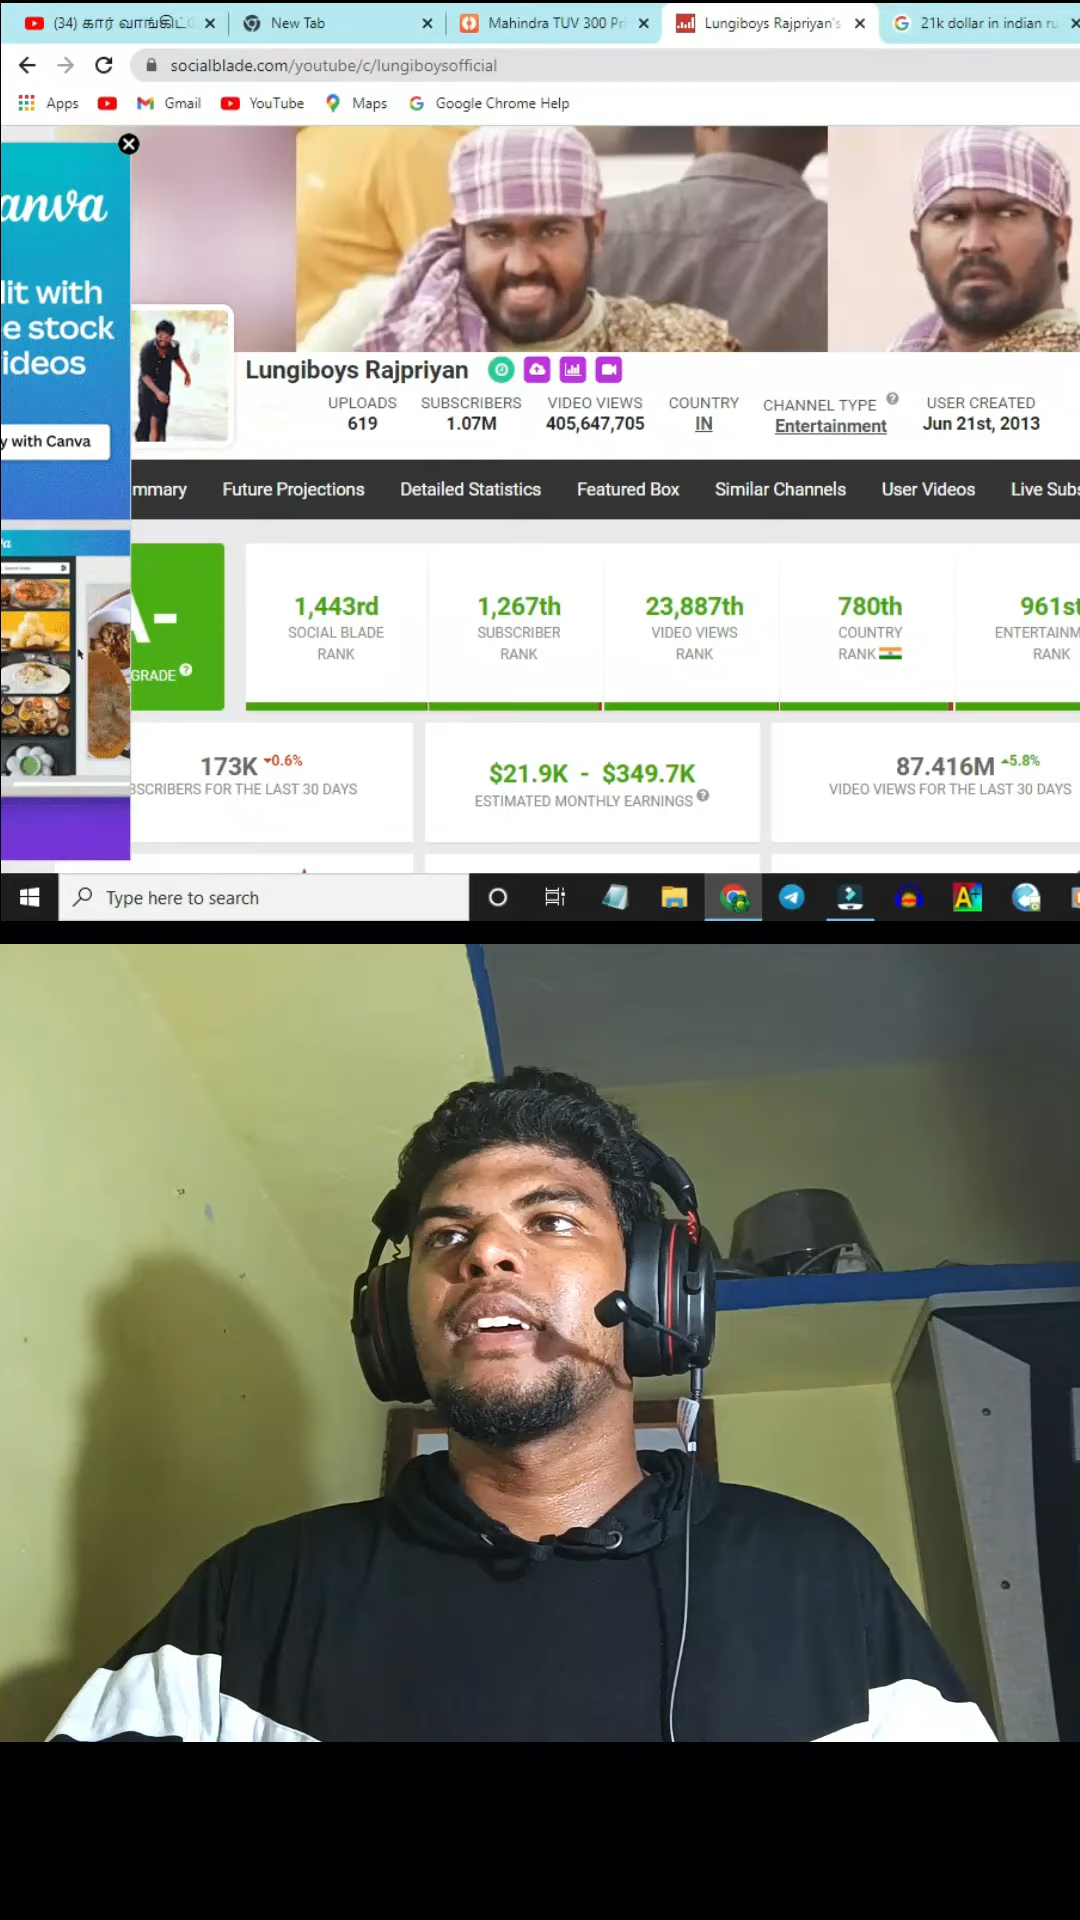 (34) கார் வாங்கிட்
New Tab
Mahindra TUV 300 Pri
Lungiboys Rajpriyan's
21k dollar in indian ru
socialblade.com/youtube/c/lungiboysofficial
Apps
Gmail
YouTube
Maps
Google Chrome Help
anva
lit with
e stock
ideos
y with Canva
Lungiboys Rajpriyan
UPLOADS
619
SUBSCRIBERS
1.07M
VIDEO VIEWS
405,647,705
COUNTRY
IN
CHANNEL TYPE
Entertainment
USER CREATED
Jun 21st, 2013
mmary
Future Projections
Detailed Statistics
Featured Box
Similar Channels
User Videos
Live Subs
A-
GRADE
1,443rd
SOCIAL BLADE
RANK
1,267th
SUBSCRIBER
RANK
23,887th
VIDEO VIEWS
RANK
780th
COUNTRY
RANK
961st
ENTERTAINM
RANK
173K 0.6%
BSCRIBERS FOR THE LAST 30 DAYS
$21.9K - $349.7K
ESTIMATED MONTHLY EARNINGS
87.416M 5.8%
VIDEO VIEWS FOR THE LAST 30 DAYS
Type here to search